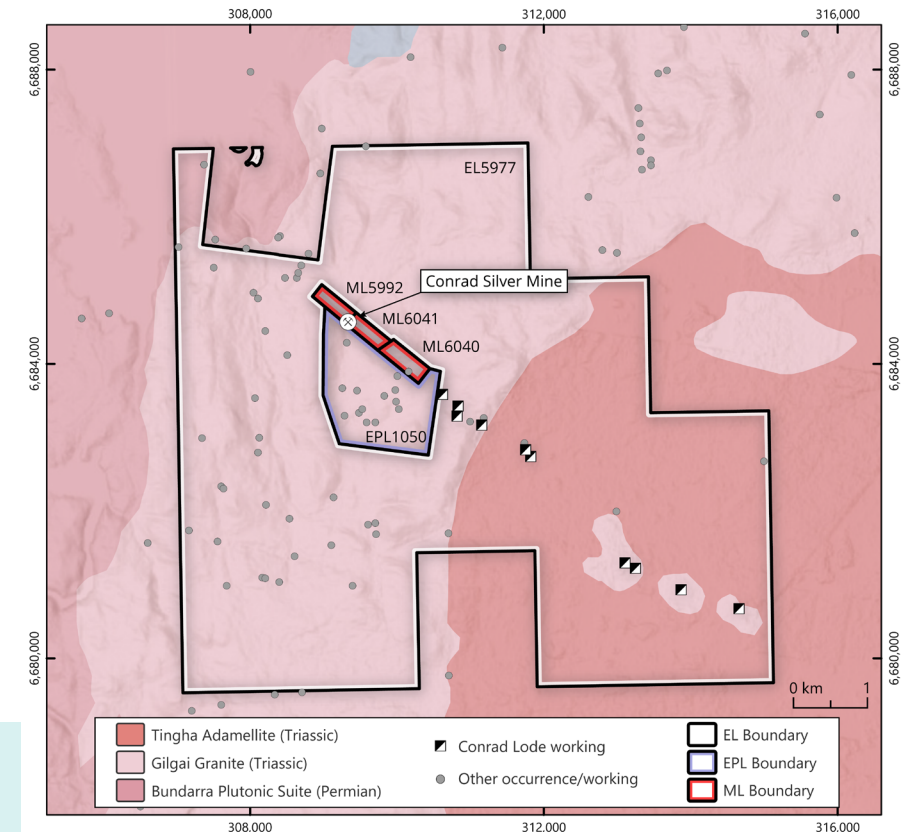 308,000
312,000
316,000
6,688,000
6,688,000
EL5977
ML5992
Conrad Silver Mine
ML6041
ML6040
6,684,000
6,684,000
EPL1050
6,680,000
6,680,000
0 km 1
Tingha Adamellite (Triassic)
Gilgai Granite (Triassic)
Bundarra Plutonic Suite (Permian)
Conrad Lode working
Other occurrence/working
EL Boundary
EPL Boundary
ML Boundary
308,000
312,000
316,000